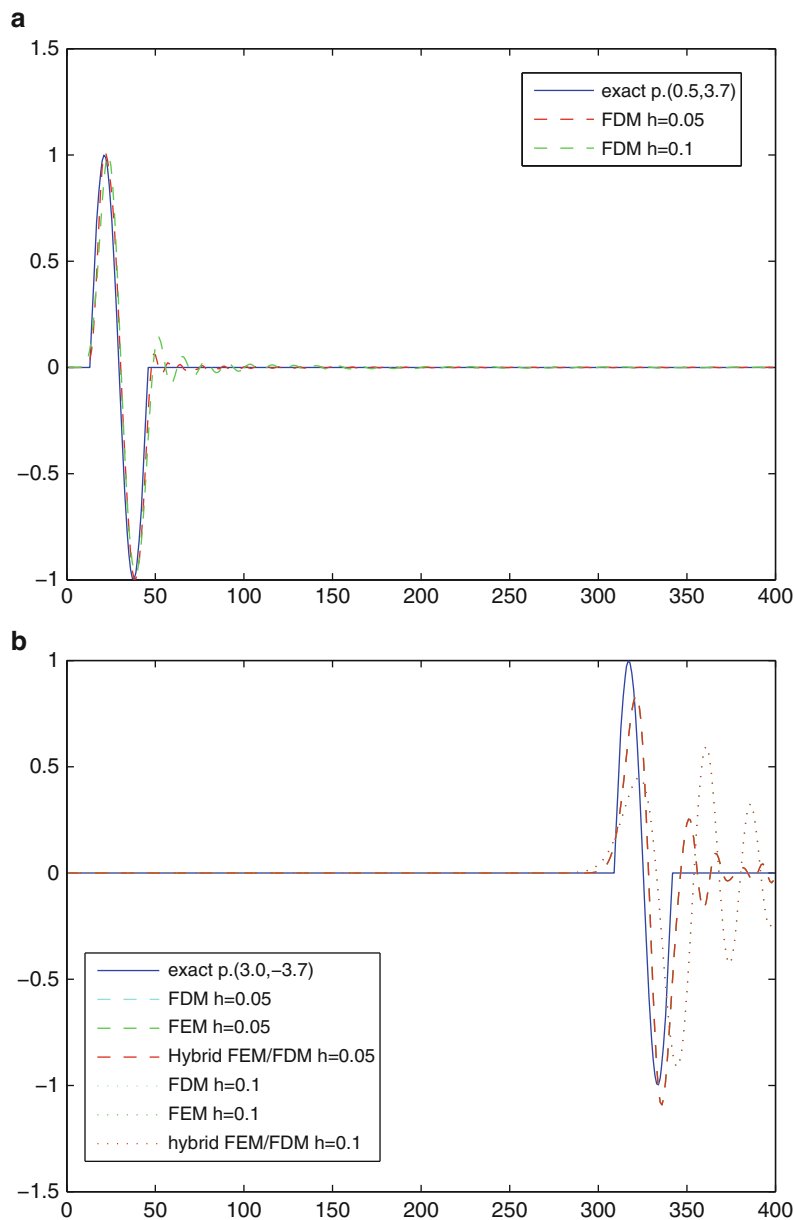 a
1.5
1
0.5
0
−0.5
−1
0 50 100 150 200 250 300 350 400
exact p.(0.5,3.7)
FDM h=0.05
FDM h=0.1
b
1
0.5
0
−0.5
−1
−1.5
0 50 100 150 200 250 300 350 400
exact p.(3.0,−3.7)
FDM h=0.05
FEM h=0.05
Hybrid FEM/FDM h=0.05
FDM h=0.1
FEM h=0.1
hybrid FEM/FDM h=0.1